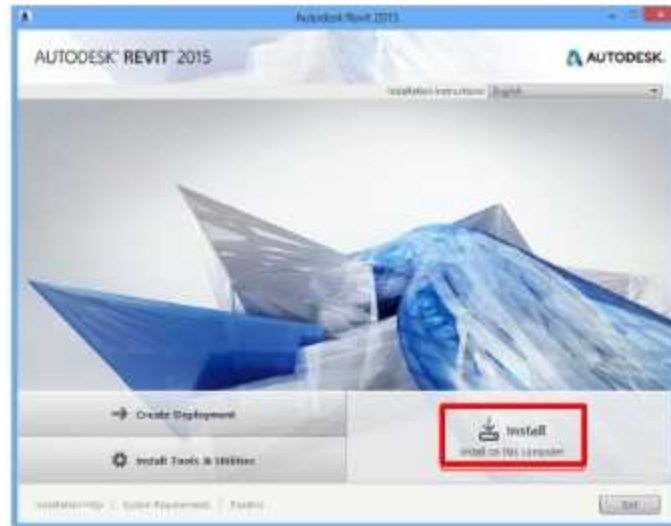 Autodesk Revit 2015
AUTODESK® REVIT® 2015
AUTODESK.
Installation instructions: English
Create Deployment
Install Tools & Utilities
Install
Install on this computer
Installation Help | System Requirements | Readme
Exit